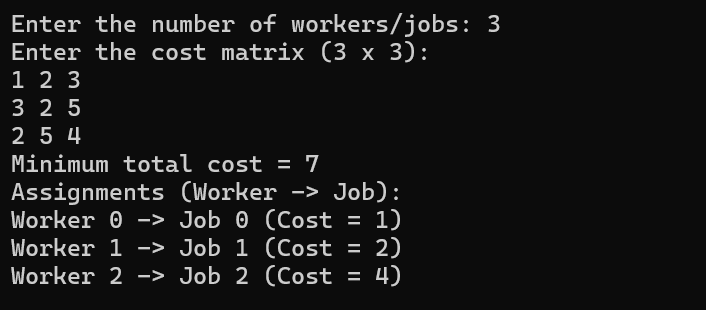 Enter the number of workers/jobs: 3
Enter the cost matrix (3 x 3):
1 2 3
3 2 5
2 5 4
Minimum total cost = 7
Assignments (Worker -> Job):
Worker 0 -> Job 0 (Cost = 1)
Worker 1 -> Job 1 (Cost = 2)
Worker 2 -> Job 2 (Cost = 4)